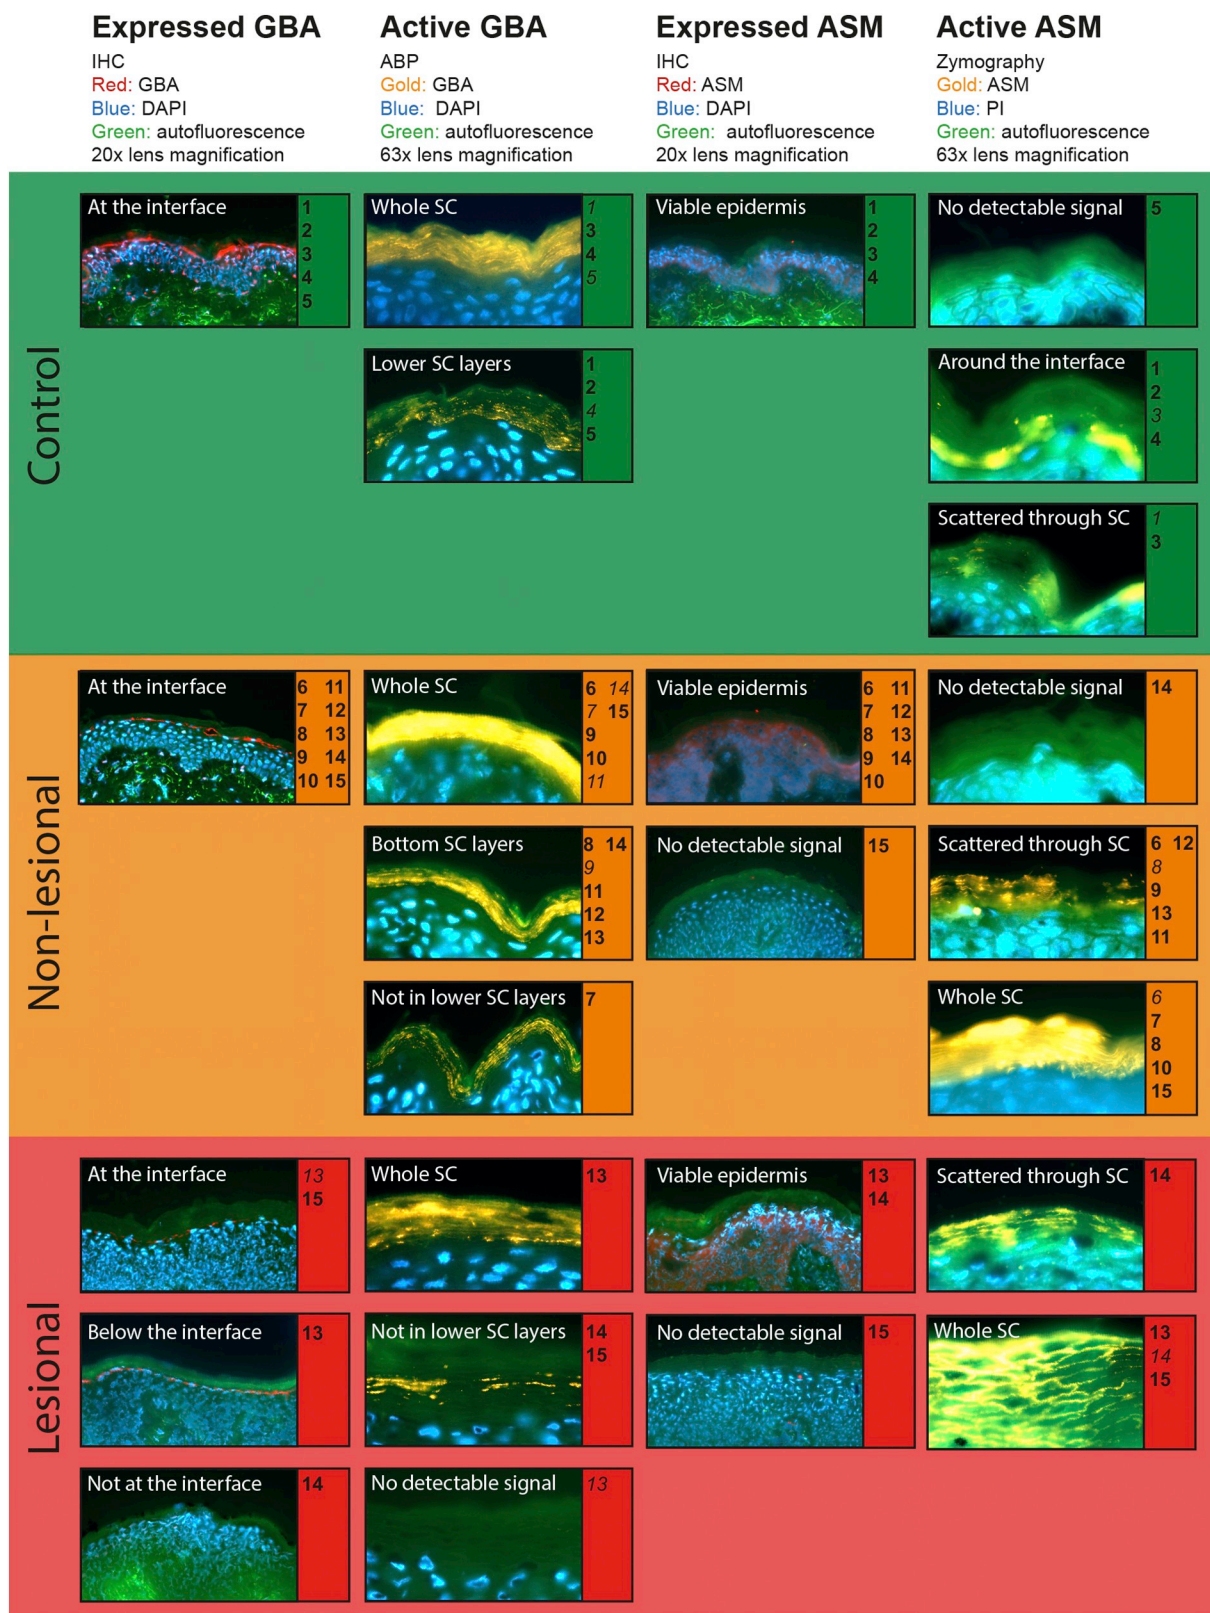 Expressed GBA
IHC
Red: GBA
Blue: DAPI
Green: autofluorescence
20x lens magnification
Active GBA
ABP
Gold: GBA
Blue: DAPI
Green: autofluorescence
63x lens magnification
Expressed ASM
IHC
Red: ASM
Blue: DAPI
Green: autofluorescence
20x lens magnification
Active ASM
Zymography
Gold: ASM
Blue: PI
Green: autofluorescence
63x lens magnification
Control
At the interface
1
2
3
4
5
Whole SC
1
3
4
5
Viable epidermis
1
2
3
4
No detectable signal
5
Lower SC layers
1
2
4
5
Around the interface
1
2
3
4
Scattered through SC
1
3
Non-lesional
At the interface
6 11
7 12
8 13
9 14
10 15
Whole SC
6 14
7 15
9
10
11
Viable epidermis
6 11
7 12
8 13
9 14
10
No detectable signal
14
Bottom SC layers
8 14
9
11
12
13
No detectable signal
15
Scattered through SC
6 12
8
9
13
11
Not in lower SC layers
7
Whole SC
6
7
8
10
15
Lesional
At the interface
13
15
Whole SC
13
Viable epidermis
13
14
Scattered through SC
14
Below the interface
13
Not in lower SC layers
14
15
No detectable signal
15
Whole SC
13
14
15
Not at the interface
14
No detectable signal
13